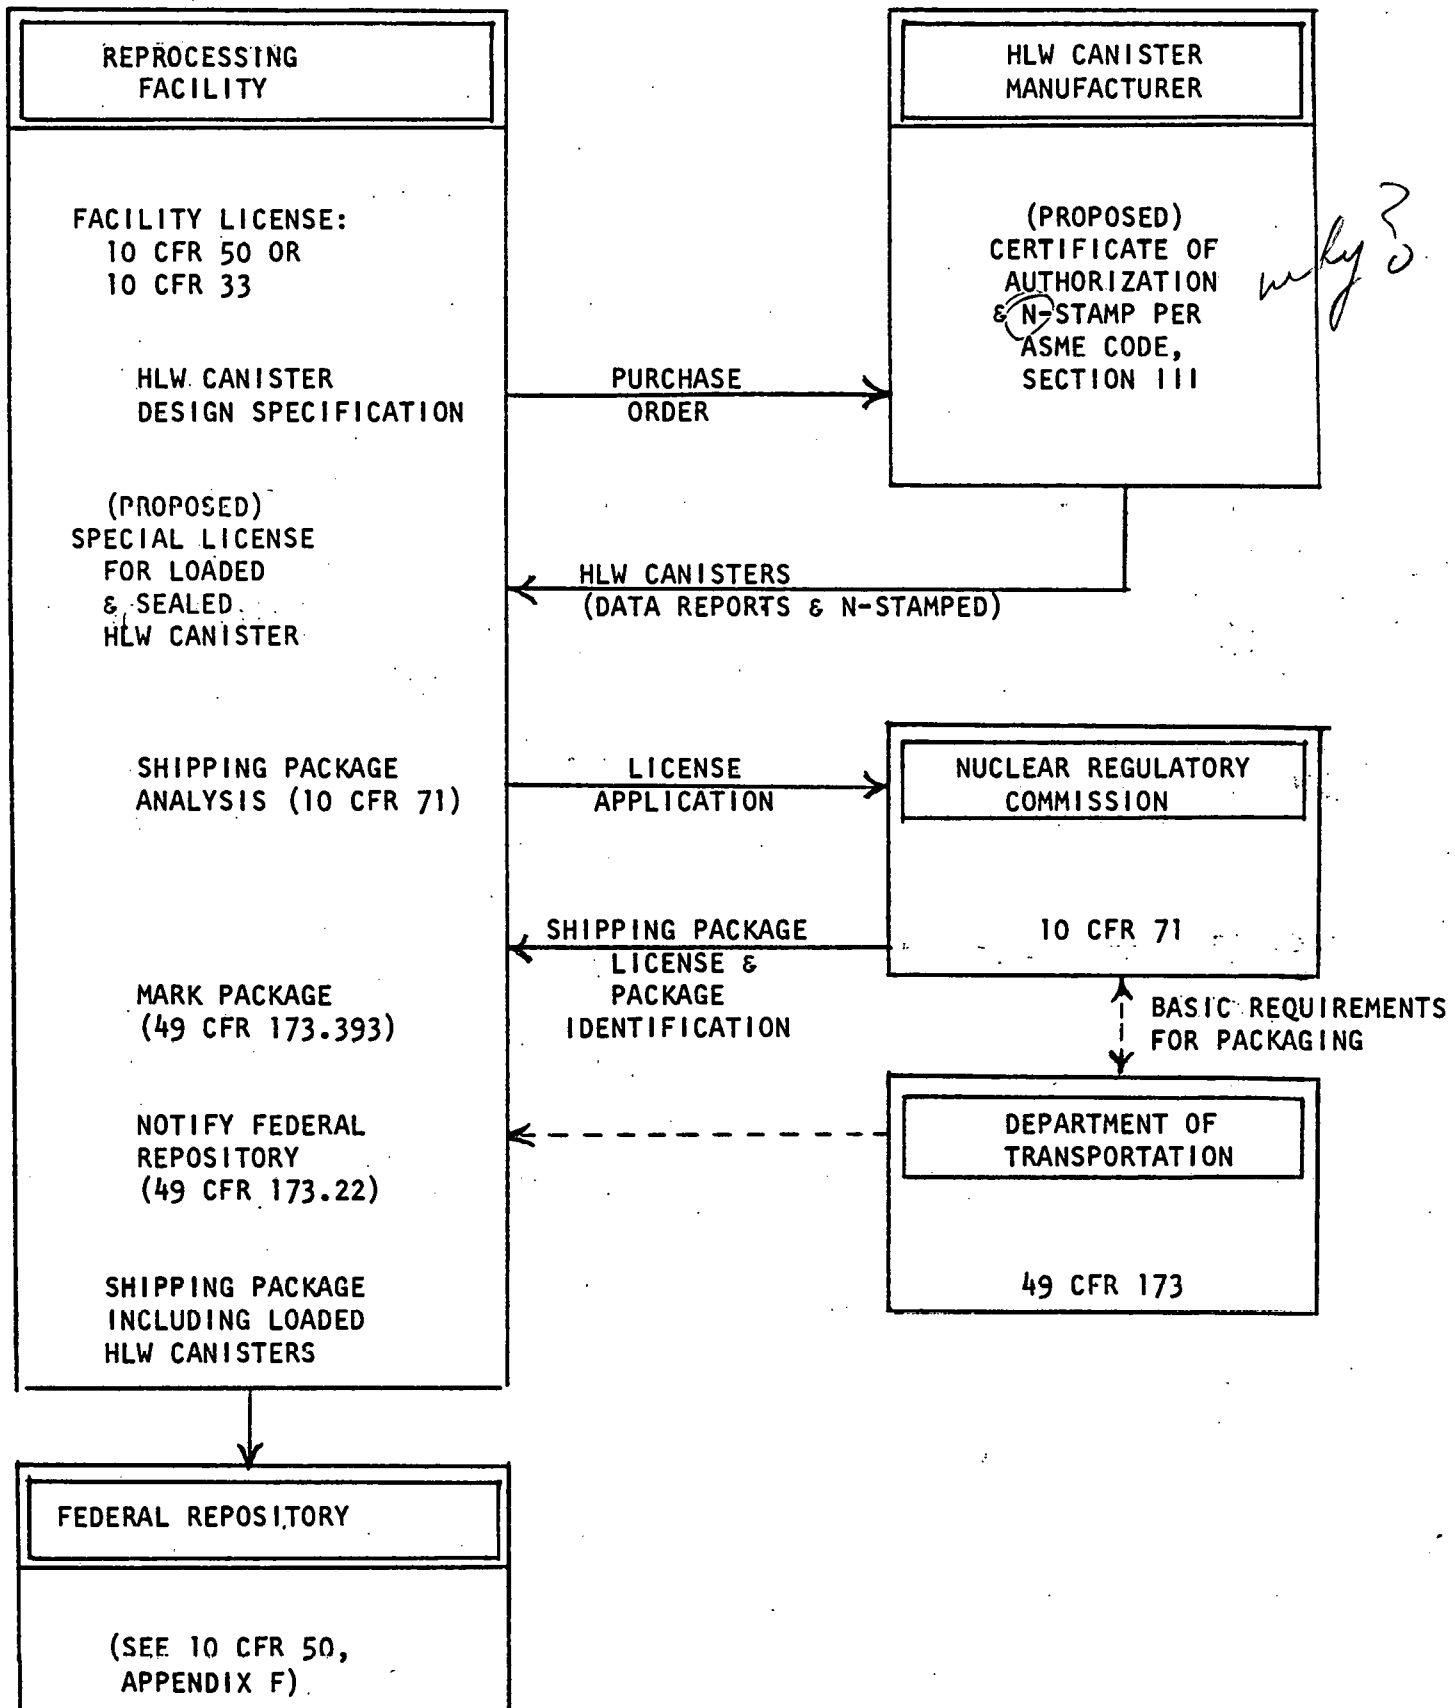 REPROCESSING
FACILITY
FACILITY LICENSE:
10 CFR 50 OR
10 CFR 33
HLW CANISTER
DESIGN SPECIFICATION
(PROPOSED)
SPECIAL LICENSE
FOR LOADED
& SEALED
HLW CANISTER
SHIPPING PACKAGE
ANALYSIS (10 CFR 71)
MARK PACKAGE
(49 CFR 173.393)
NOTIFY FEDERAL
REPOSITORY
(49 CFR 173.22)
SHIPPING PACKAGE
INCLUDING LOADED
HLW CANISTERS
PURCHASE
ORDER
HLW CANISTER
MANUFACTURER
(PROPOSED)
CERTIFICATE OF
AUTHORIZATION
& N-STAMP PER
ASME CODE,
SECTION III
why?
HLW CANISTERS
(DATA REPORTS & N-STAMPED)
LICENSE
APPLICATION
NUCLEAR REGULATORY
COMMISSION
10 CFR 71
SHIPPING PACKAGE
LICENSE &
PACKAGE
IDENTIFICATION
BASIC REQUIREMENTS
FOR PACKAGING
DEPARTMENT OF
TRANSPORTATION
49 CFR 173
FEDERAL REPOSITORY
(SEE 10 CFR 50,
APPENDIX F)